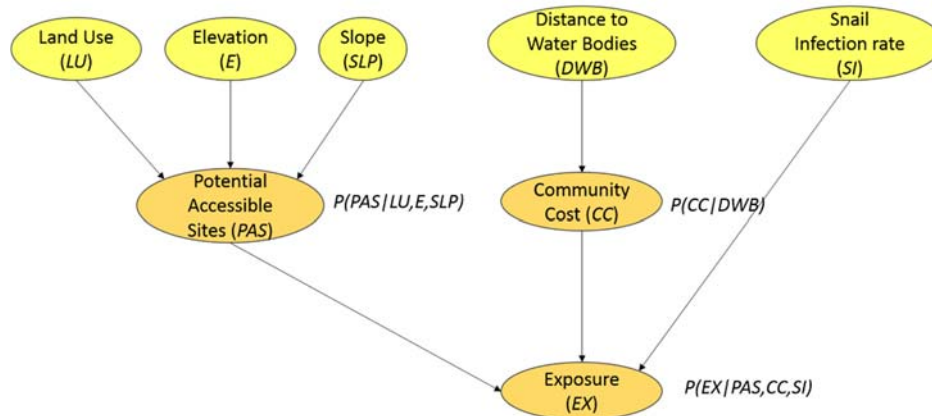 Land Use
(LU)
Elevation
(E)
Slope
(SLP)
Distance to
Water Bodies
(DWB)
Snail
Infection rate
(SI)
Potential
Accessible
Sites (PAS)
P(PAS|LU,E,SLP)
Community
Cost (CC)
P(CC|DWB)
Exposure
(EX)
P(EX|PAS,CC,SI)